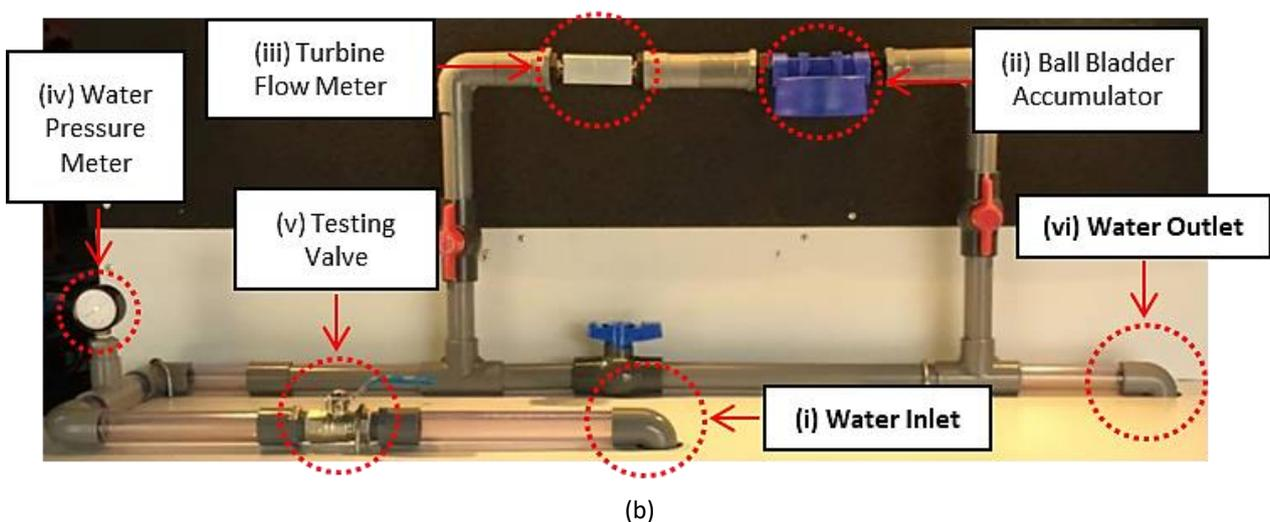 (iii) Turbine
Flow Meter
(ii) Ball Bladder
Accumulator
(iv) Water
Pressure
Meter
(v) Testing
Valve
(vi) Water Outlet
(i) Water Inlet
(b)